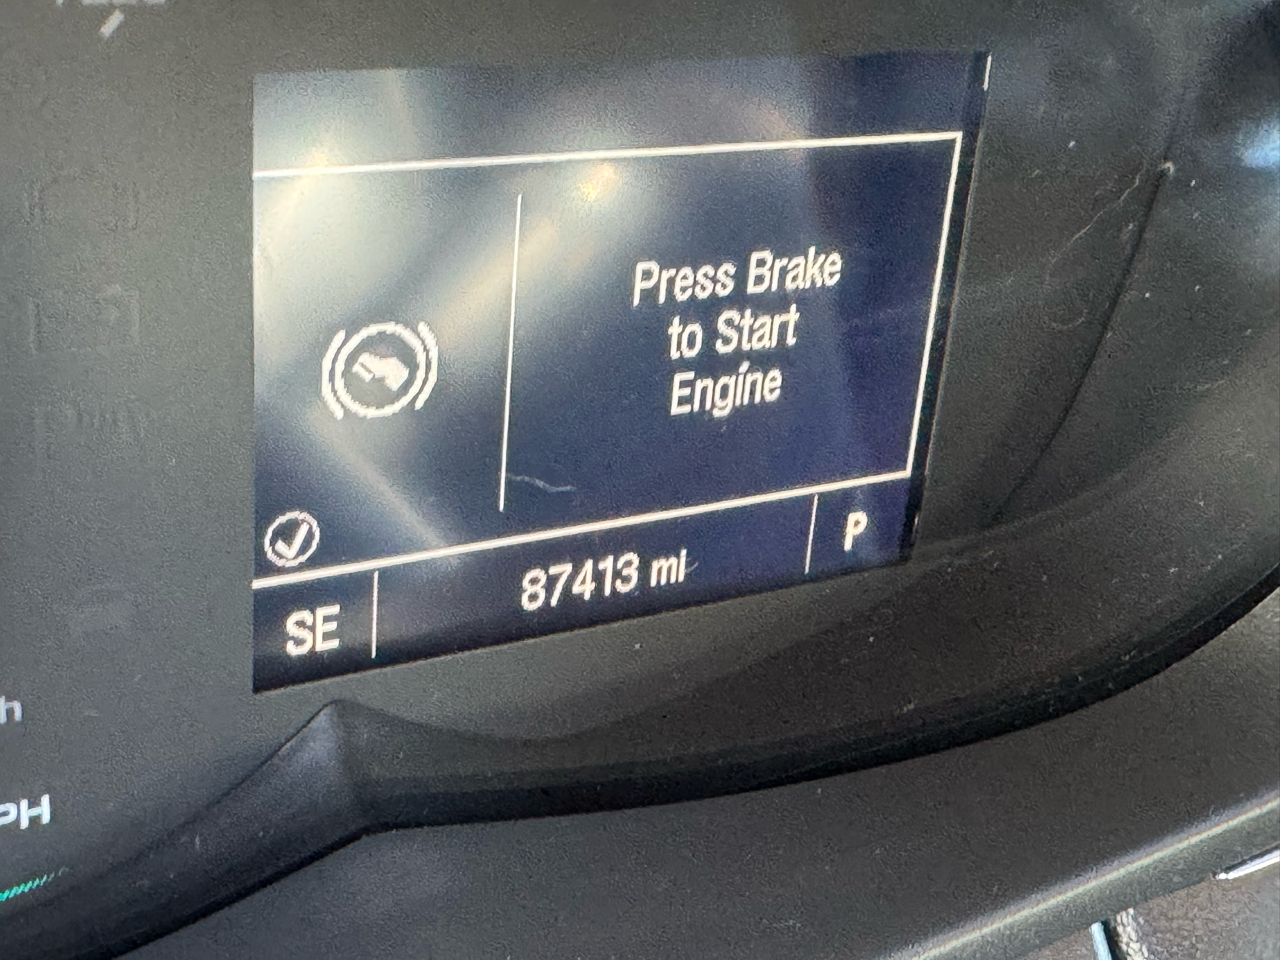 Press Brake
to Start
Engine
SE
87413 mi
P